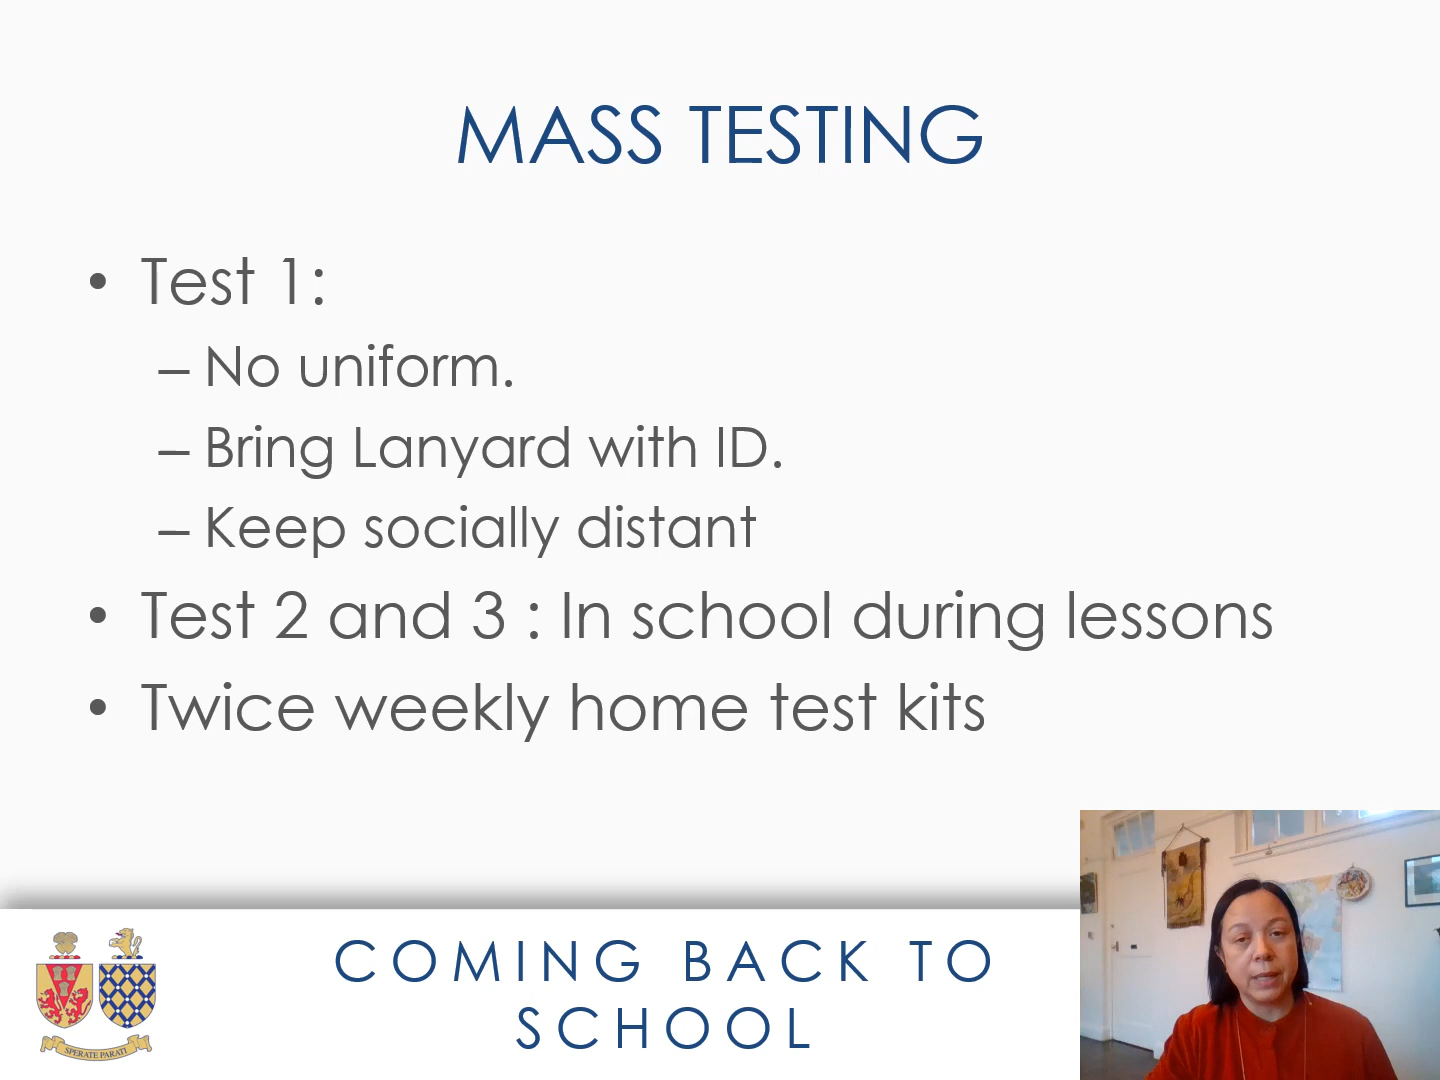 MASS TESTING
• Test 1:
– No uniform.
– Bring Lanyard with ID.
– Keep socially distant
• Test 2 and 3 : In school during lessons
• Twice weekly home test kits
COMING BACK TO
SCHOOL
SPERATE PARATI